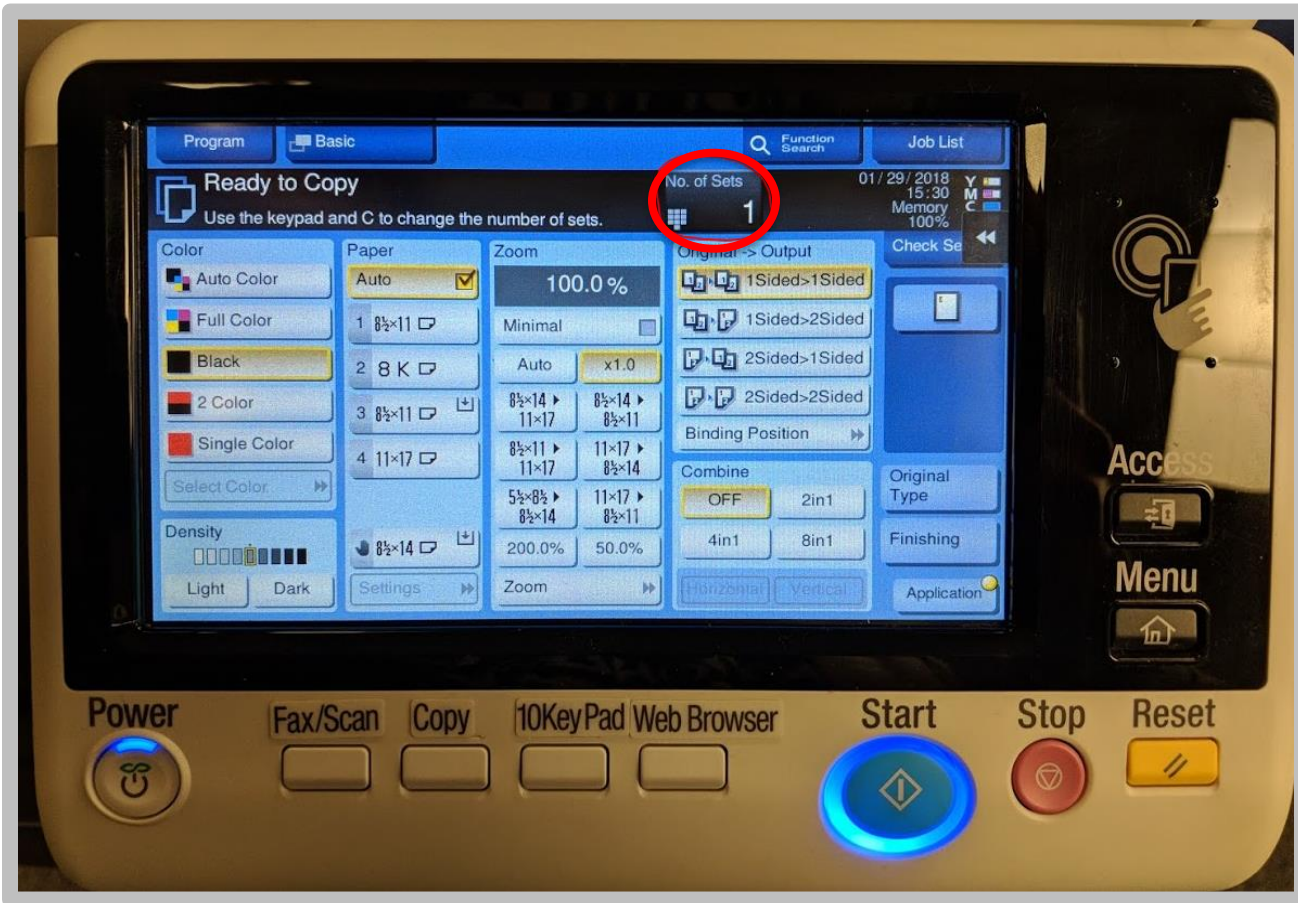 Program
Basic
Function
Search
Job List
Ready to Copy
Use the keypad and C to change the number of sets.
No. of Sets
1
01/29/2018
15:30
Memory
100%
Y
M
C
Color
Auto Color
Full Color
Black
2 Color
Single Color
Select Color
Density
Light
Dark
Paper
Auto
1 8½×11
2 8 K
3 8½×11
4 11×17
8½×14
Settings
Zoom
100.0 %
Minimal
Auto
x1.0
8½×14
11×17
8½×14
8½×11
8½×11
11×17
11×17
8½×14
5½×8½
8½×14
11×17
8½×11
200.0%
50.0%
Zoom
Original -> Output
1Sided>1Sided
1Sided>2Sided
2Sided>1Sided
2Sided>2Sided
Binding Position
Combine
OFF
2in1
4in1
8in1
Horizontal
Vertical
Check Se
Original
Type
Finishing
Application
Access
Menu
Power
Fax/Scan
Copy
10KeyPad
Web Browser
Start
Stop
Reset